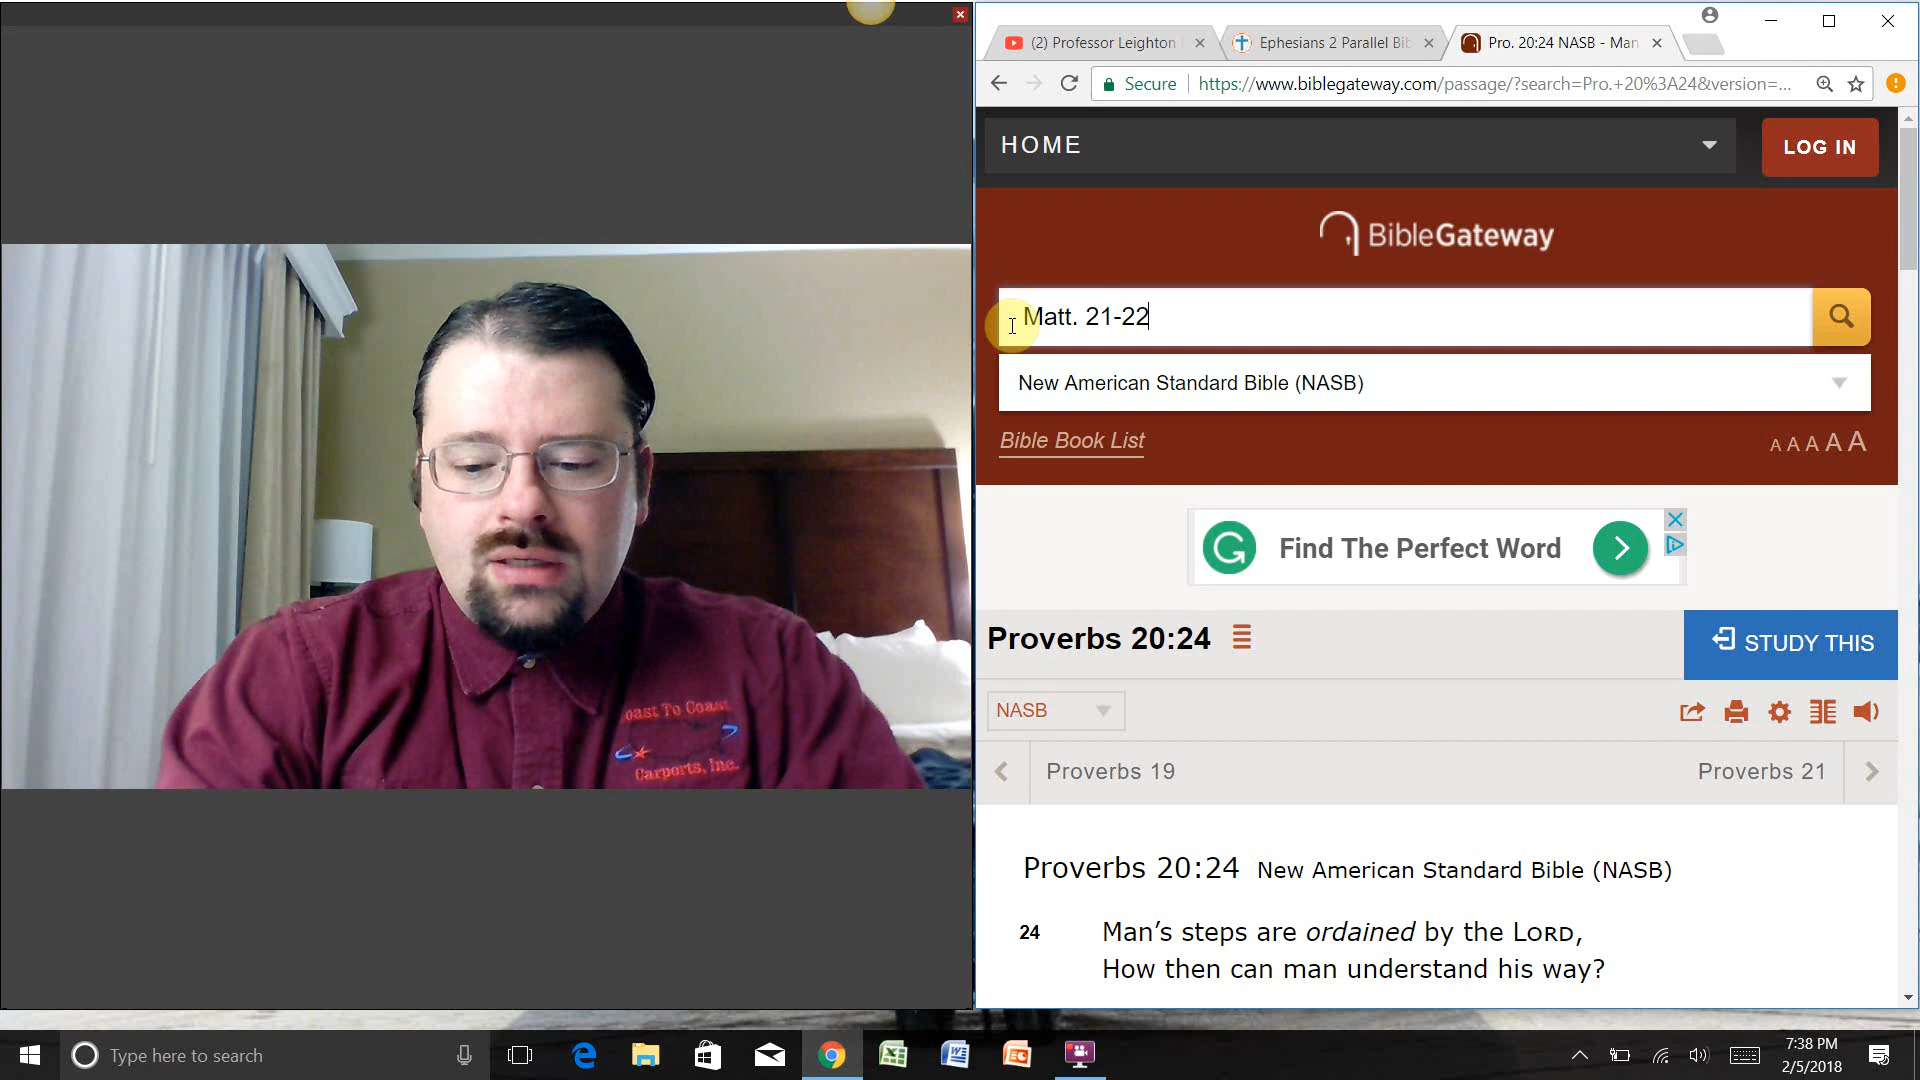 (2) Professor Leighton
Ephesians 2 Parallel Bib
Pro. 20:24 NASB - Man
Secure
https://www.biblegateway.com/passage/?search=Pro.+20%3A24&version=...
HOME
LOG IN
BibleGateway
Matt. 21-22
New American Standard Bible (NASB)
Bible Book List
A A A A A
Find The Perfect Word
Proverbs 20:24
STUDY THIS
NASB
Proverbs 19
Proverbs 21
Proverbs 20:24 New American Standard Bible (NASB)
24 Man’s steps are ordained by the LORD,
How then can man understand his way?
oast To Coast
Carports, Inc.
Type here to search
7:38 PM
2/5/2018